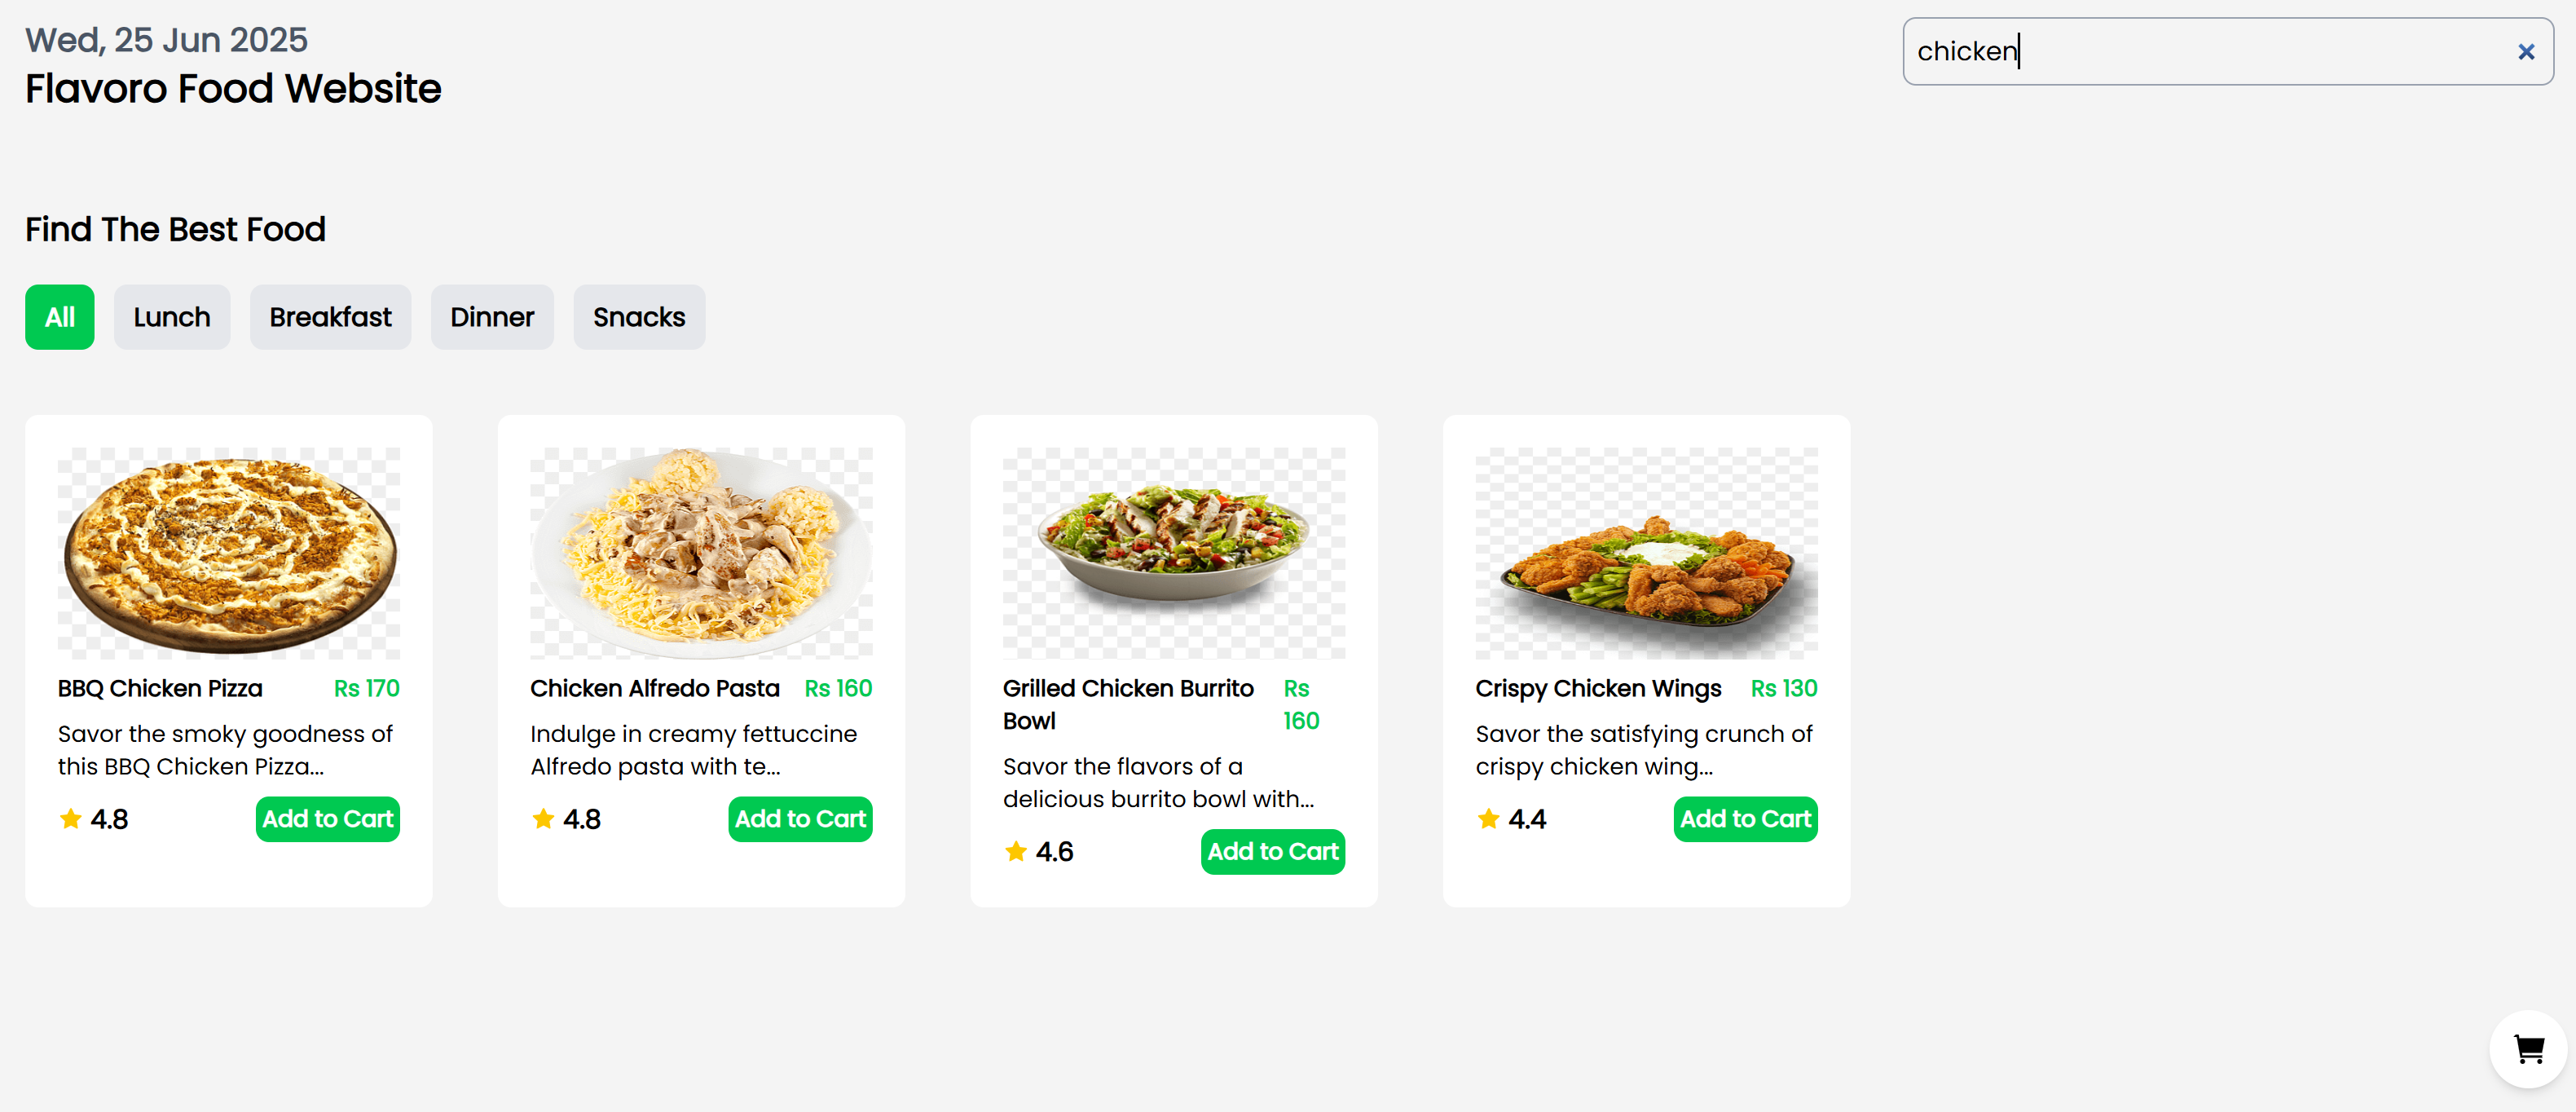 Wed, 25 Jun 2025
Flavoro Food Website
chicken
Find The Best Food
All
Lunch
Breakfast
Dinner
Snacks
BBQ Chicken Pizza
Rs 170
Savor the smoky goodness of
this BBQ Chicken Pizza...
4.8
Add to Cart
Chicken Alfredo Pasta
Rs 160
Indulge in creamy fettuccine
Alfredo pasta with te...
4.8
Add to Cart
Grilled Chicken Burrito
Bowl
Rs
160
Savor the flavors of a
delicious burrito bowl with...
4.6
Add to Cart
Crispy Chicken Wings
Rs 130
Savor the satisfying crunch of
crispy chicken wing...
4.4
Add to Cart